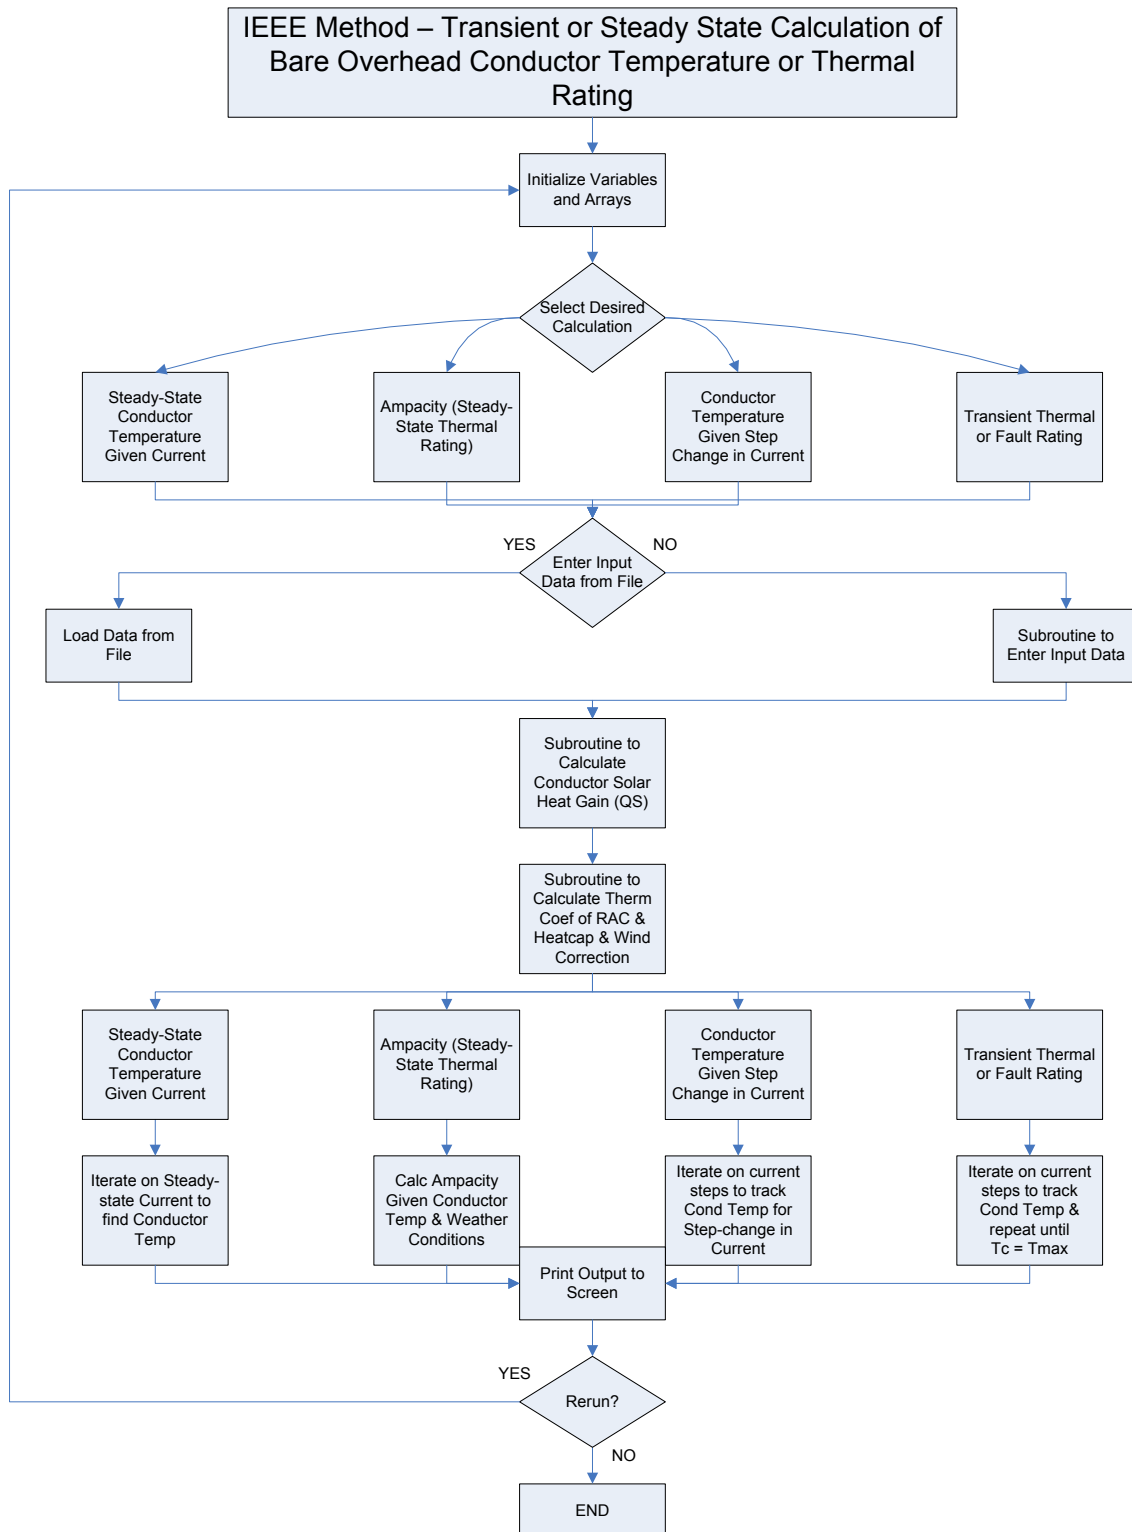 IEEE Method – Transient or Steady State Calculation of
Bare Overhead Conductor Temperature or Thermal
Rating
Initialize Variables
and Arrays
Select Desired
Calculation
Steady-State
Conductor
Temperature
Given Current
Ampacity (Steady-
State Thermal
Rating)
Conductor
Temperature
Given Step
Change in Current
Transient Thermal
or Fault Rating
YES
NO
Enter Input
Data from File
Load Data from
File
Subroutine to
Enter Input Data
Subroutine to
Calculate
Conductor Solar
Heat Gain (QS)
Subroutine to
Calculate Therm
Coef of RAC &
Heatcap & Wind
Correction
Steady-State
Conductor
Temperature
Given Current
Ampacity (Steady-
State Thermal
Rating)
Conductor
Temperature
Given Step
Change in Current
Transient Thermal
or Fault Rating
Iterate on Steady-
state Current to
find Conductor
Temp
Calc Ampacity
Given Conductor
Temp & Weather
Conditions
Iterate on current
steps to track
Cond Temp for
Step-change in
Current
Iterate on current
steps to track
Cond Temp &
repeat until
Tc = Tmax
Print Output to
Screen
YES
Rerun?
NO
END